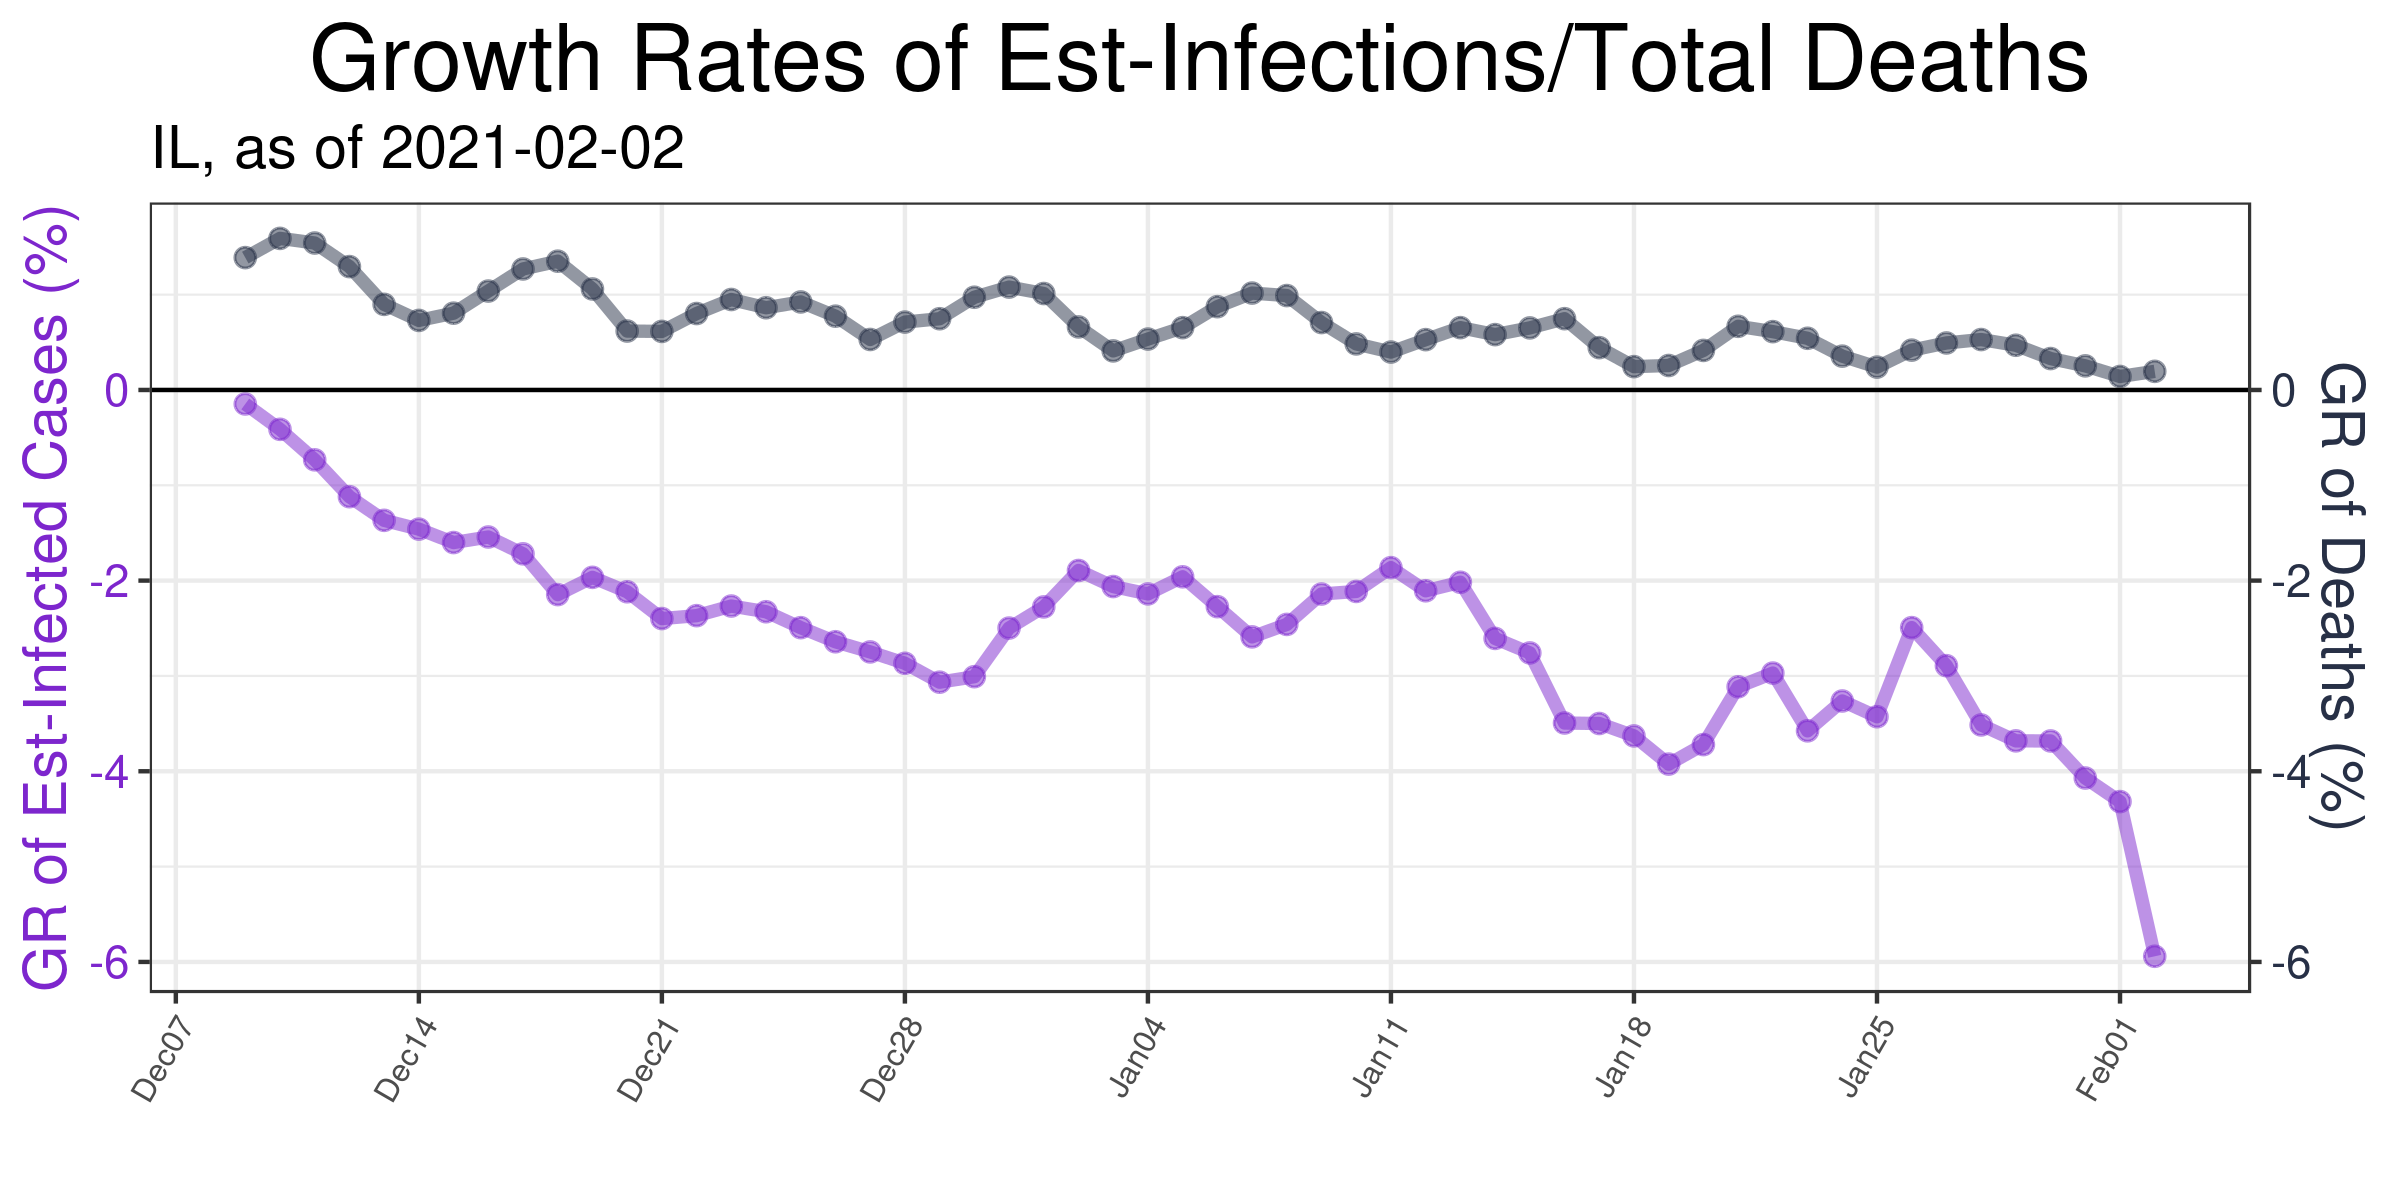 Growth Rates of Est-Infections/Total Deaths
IL, as of 2021-02-02
GR of Est-Infected Cases (%)
0
-2
-4
-6
0
-2
-4
-6
GR of Deaths (%)
Dec07
Dec14
Dec21
Dec28
Jan04
Jan11
Jan18
Jan25
Feb01